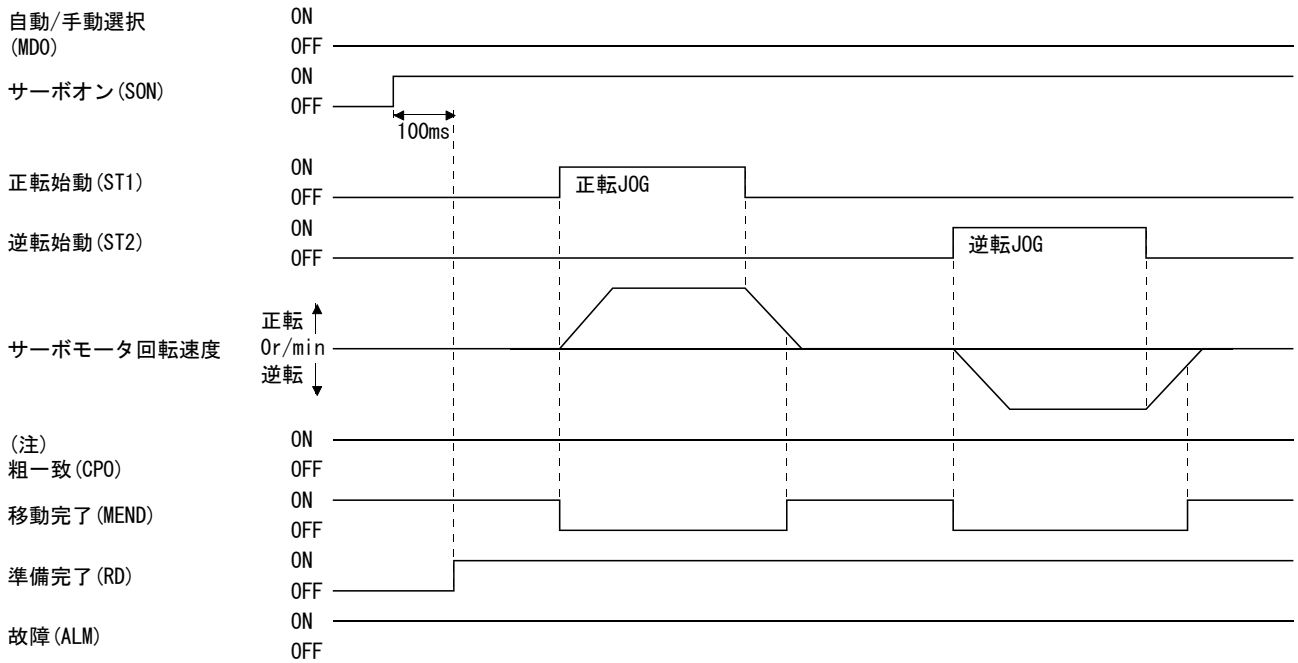 自動/手動選択
(MD0)
ON
OFF
サーボオン(SON)
ON
OFF
100ms
正転始動(ST1)
ON
OFF
正転JOG
逆転始動(ST2)
ON
OFF
逆転JOG
サーボモータ回転速度
正転
0r/min
逆転
(注)
粗一致(CPO)
ON
OFF
移動完了(MEND)
ON
OFF
準備完了(RD)
ON
OFF
故障(ALM)
ON
OFF